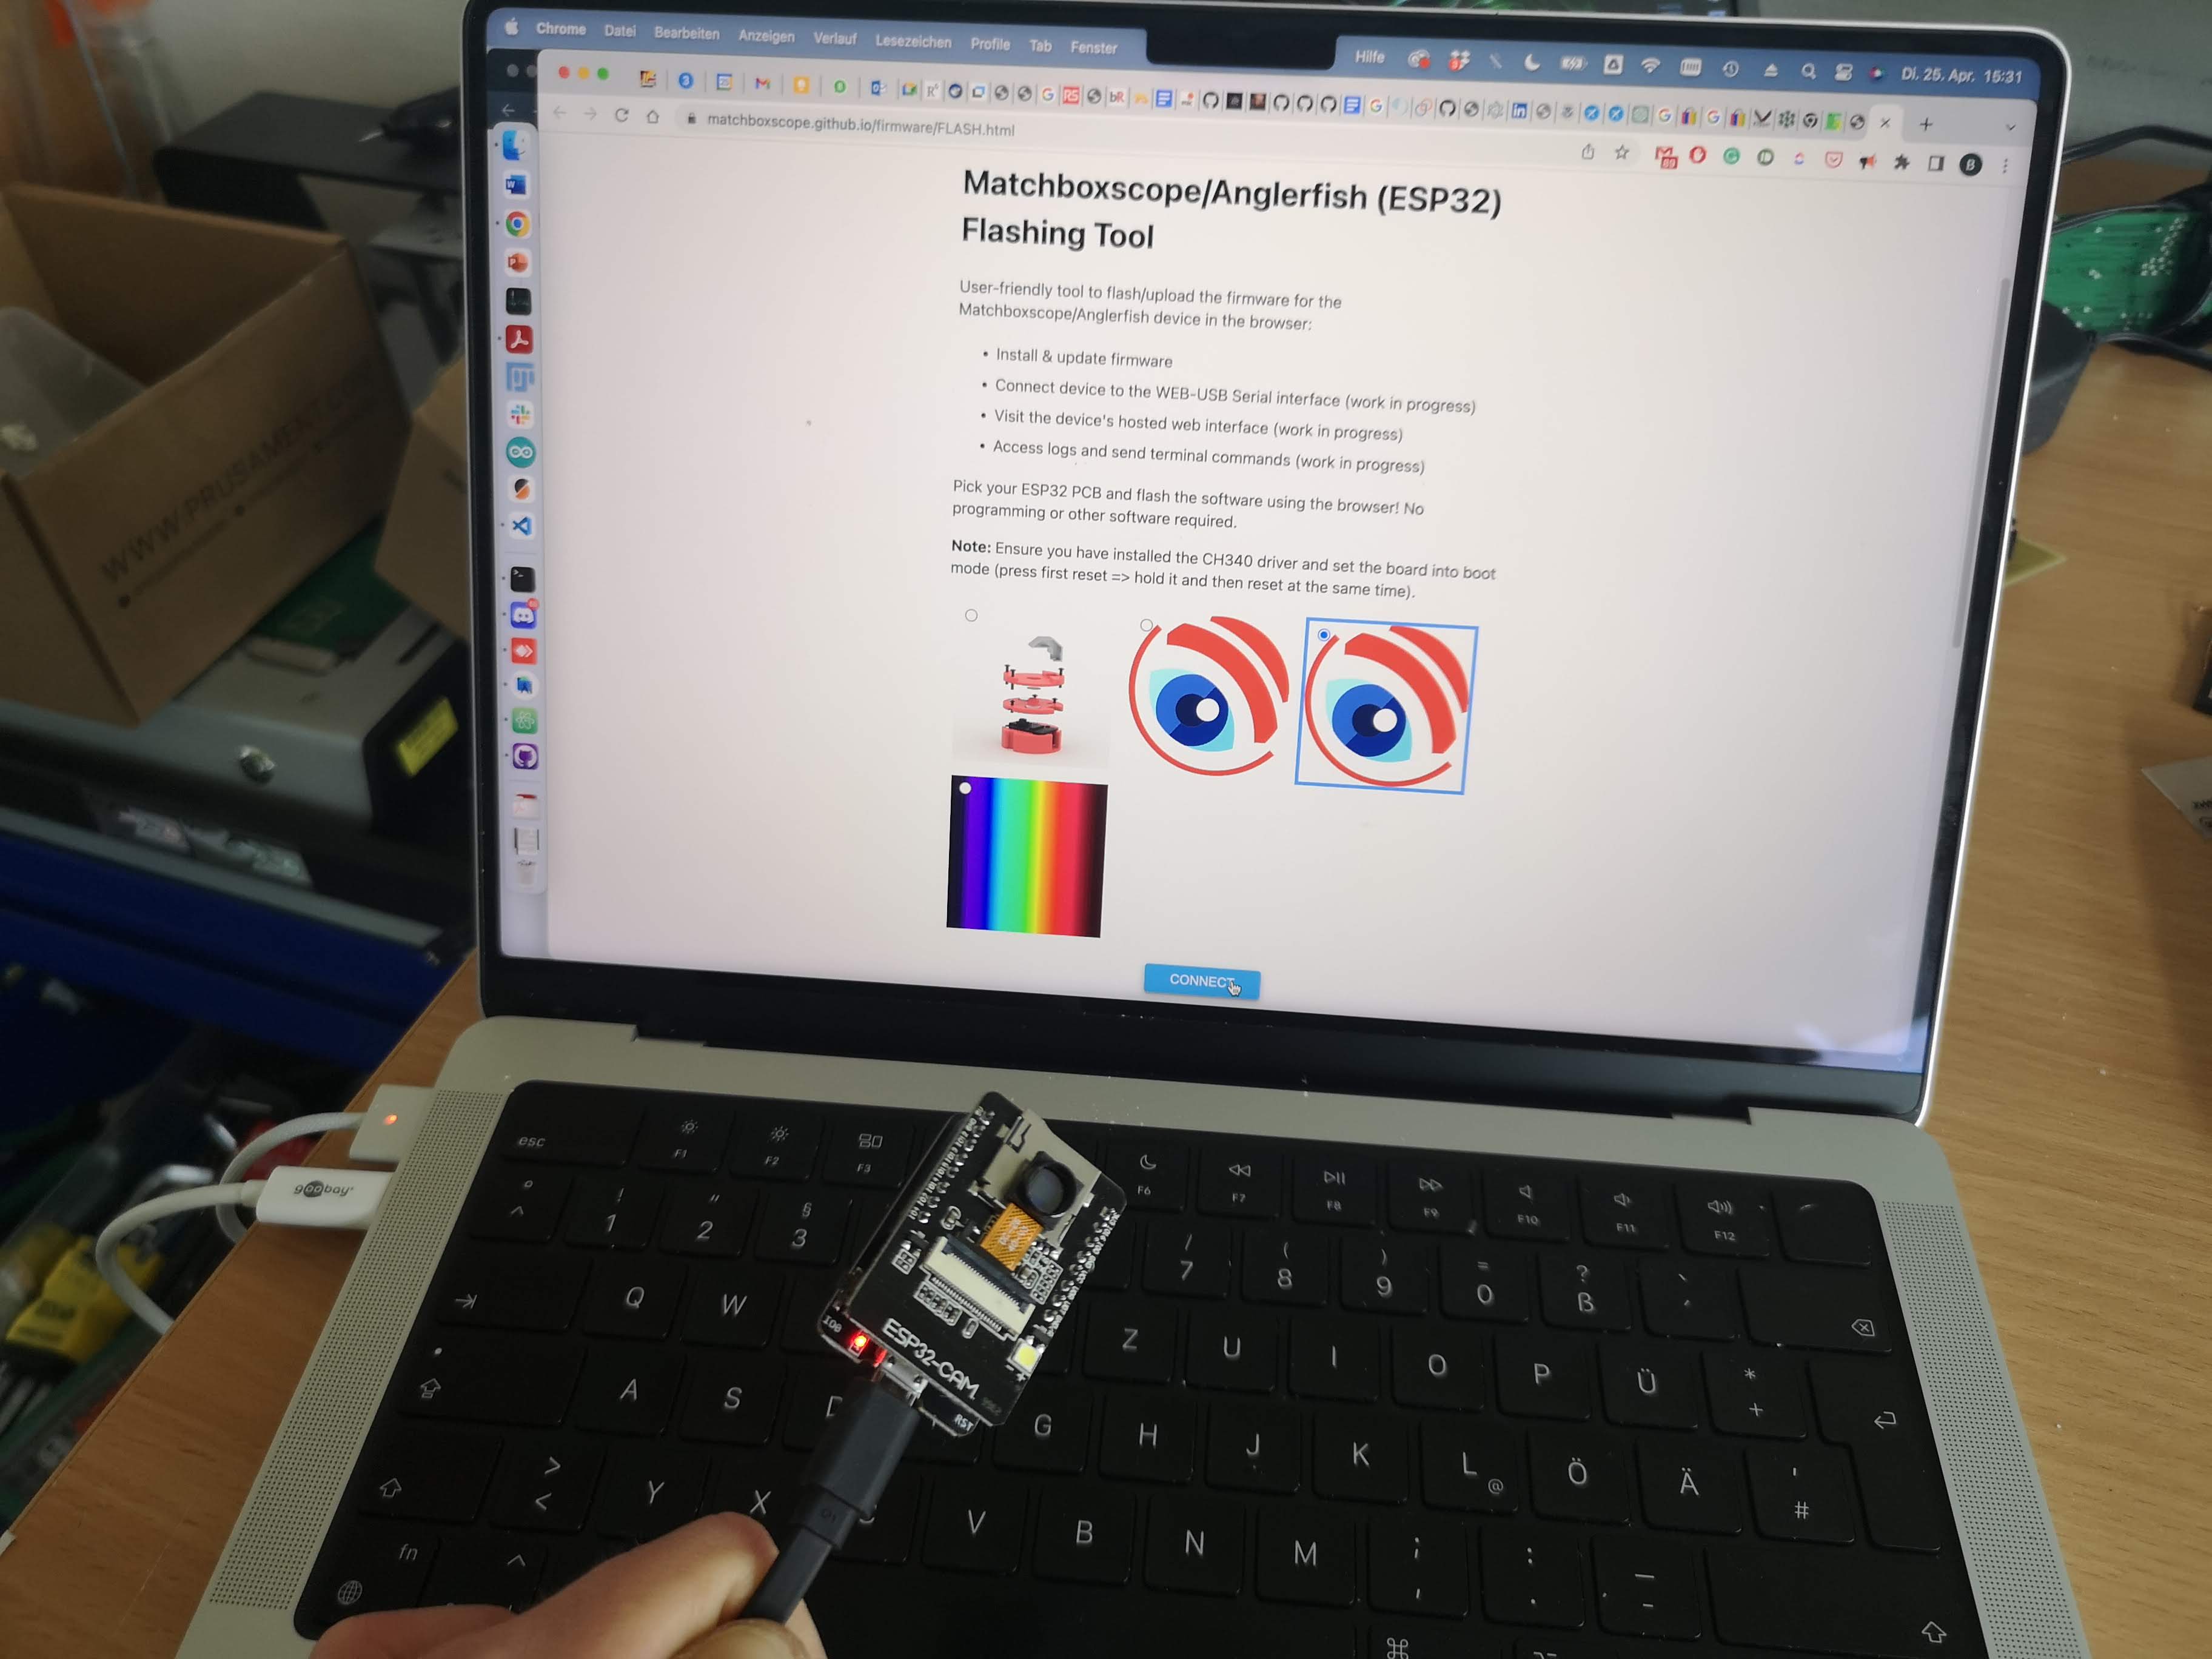 Chrome Datei Bearbeiten Anzeigen Verlauf Lesezeichen Profile Tab Fenster Hilfe Di. 25. Apr. 15:31
matchboxscope.github.io/firmware/FLASH.html
Matchboxscope/Anglerfish (ESP32)
Flashing Tool
User-friendly tool to flash/upload the firmware for the
Matchboxscope/Anglerfish device in the browser:
• Install & update firmware
• Connect device to the WEB-USB Serial interface (work in progress)
• Visit the device's hosted web interface (work in progress)
• Access logs and send terminal commands (work in progress)
Pick your ESP32 PCB and flash the software using the browser! No
programming or other software required.
Note: Ensure you have installed the CH340 driver and set the board into boot
mode (press first reset => hold it and then reset at the same time).
CONNECT
WWW.PRUSAMENT.COM
goobay
esc F1 F2 F3 F6 F7 F8 F9 F10 F11 F12
° ! " § / ( ) = ? `
^ 1 2 3 7 8 9 0 ß ´
Q W Z U I O P Ü * +
A S D G H J K L @ Ö Ä ' #
> < Y X V B N M ; , : . _ -
fn ^ ⌘
IO0
ESP32-CAM
RST